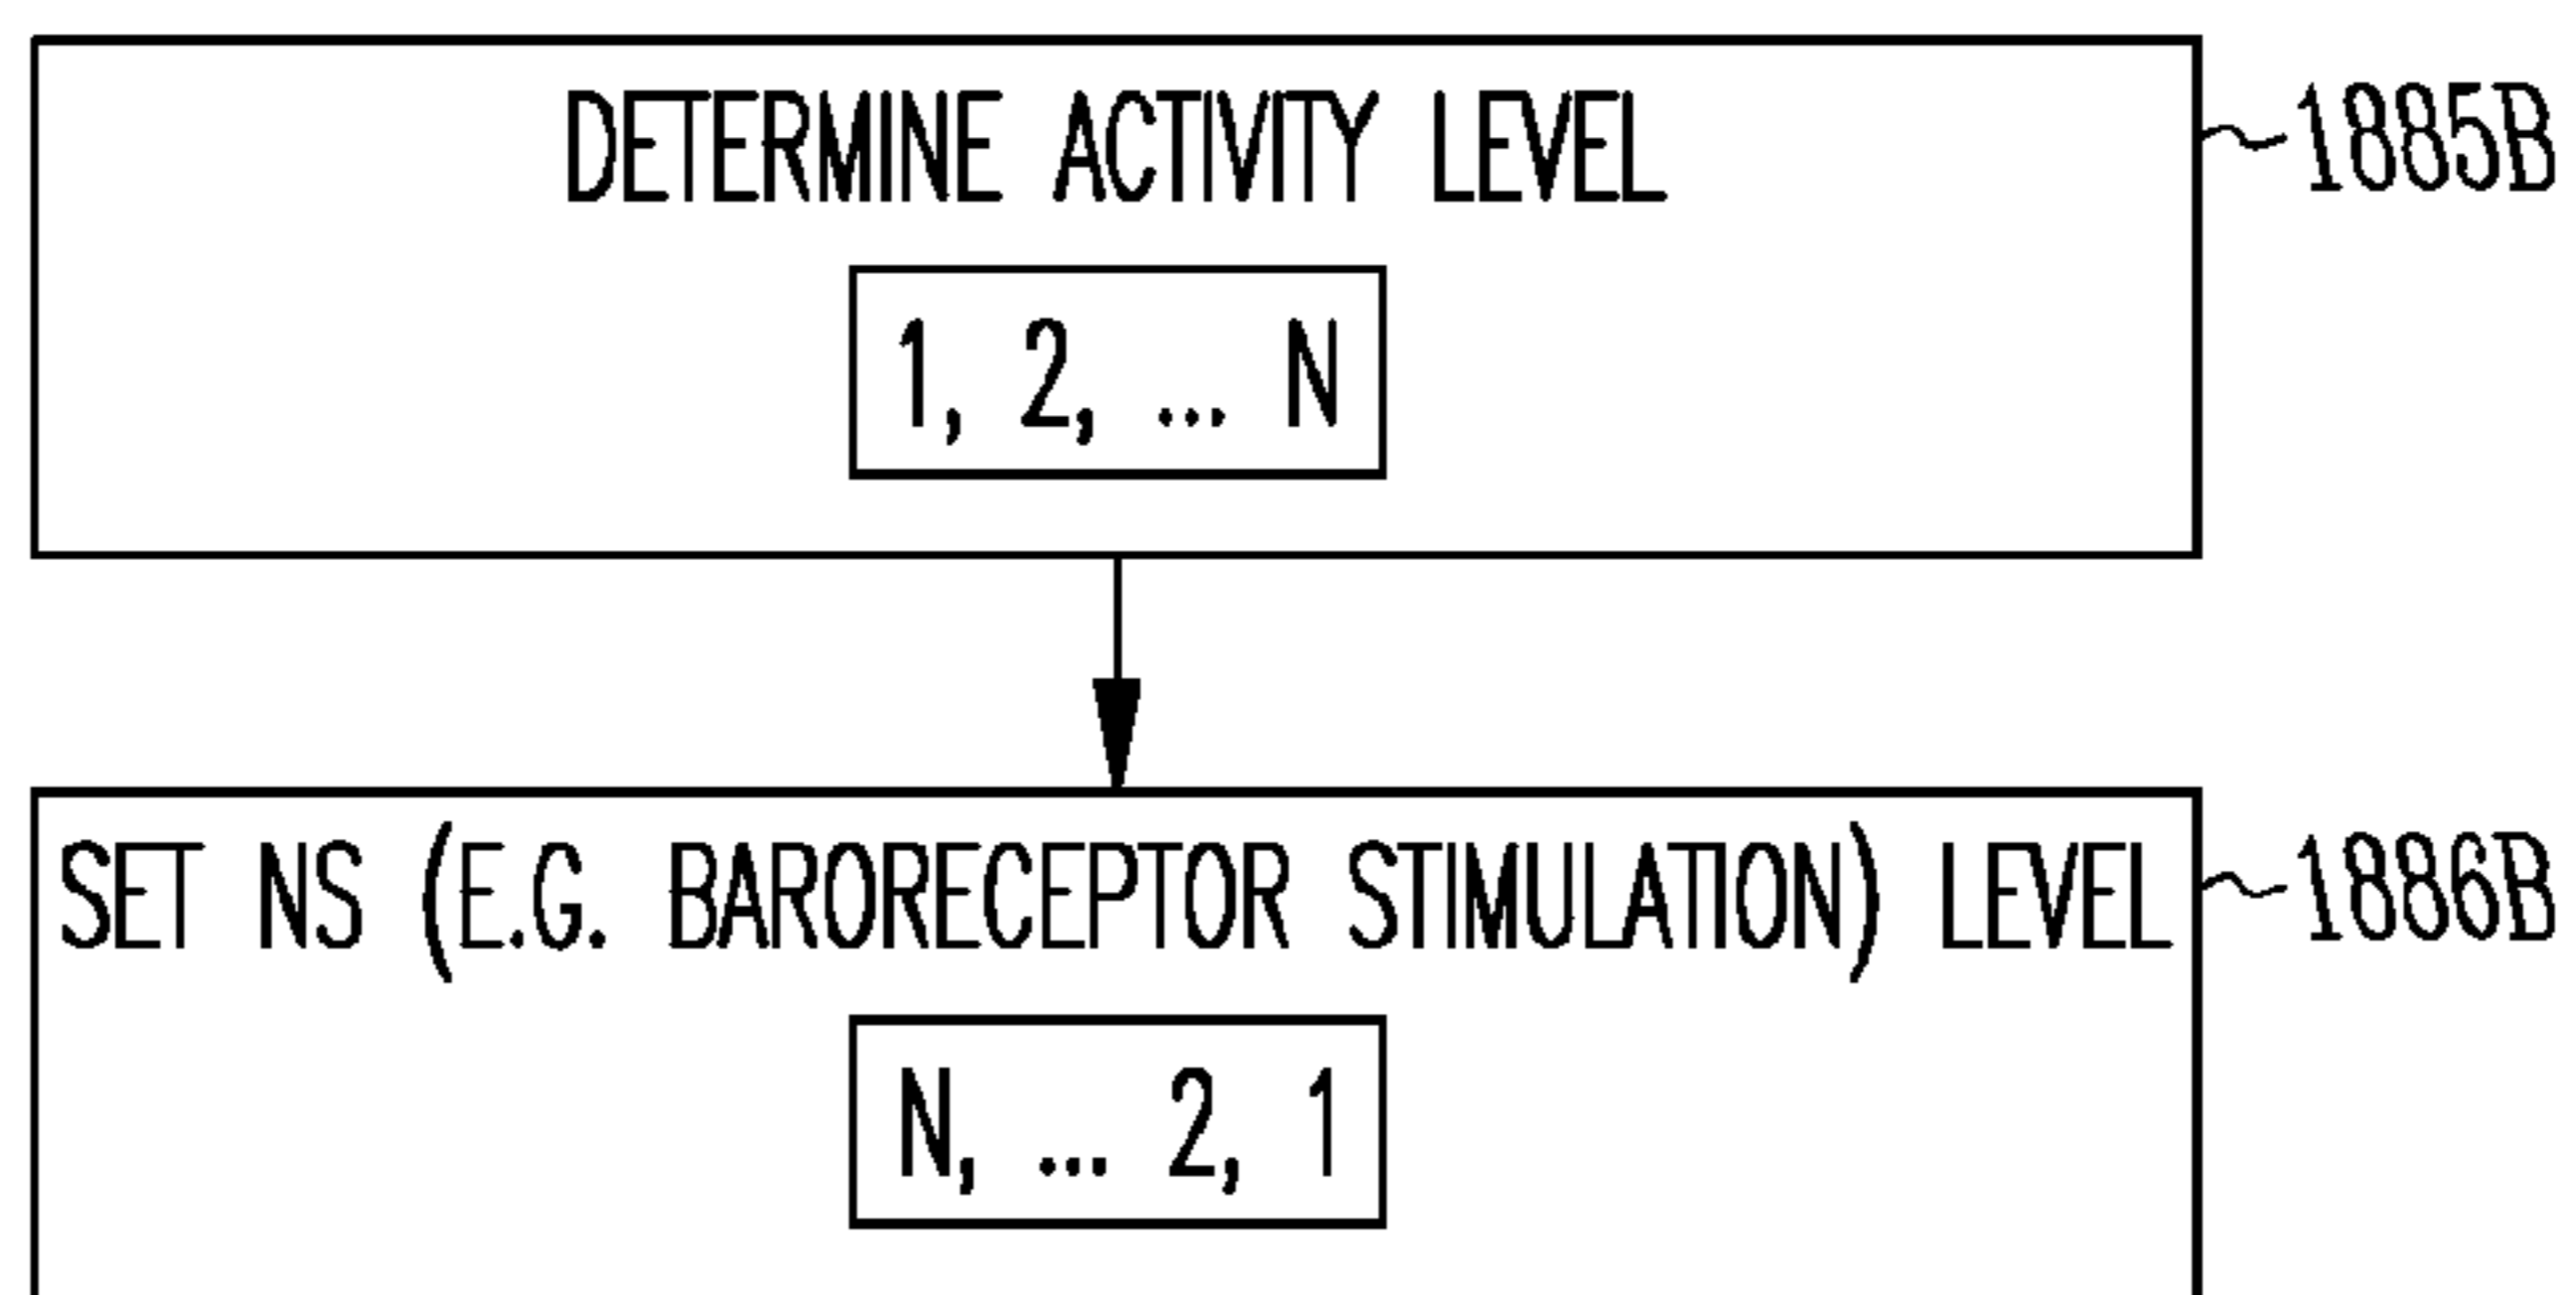 DETERMINE ACTIVITY LEVEL
1885B
1, 2, ... N
SET NS (E.G. BARORECEPTOR STIMULATION) LEVEL
1886B
N, ... 2, 1